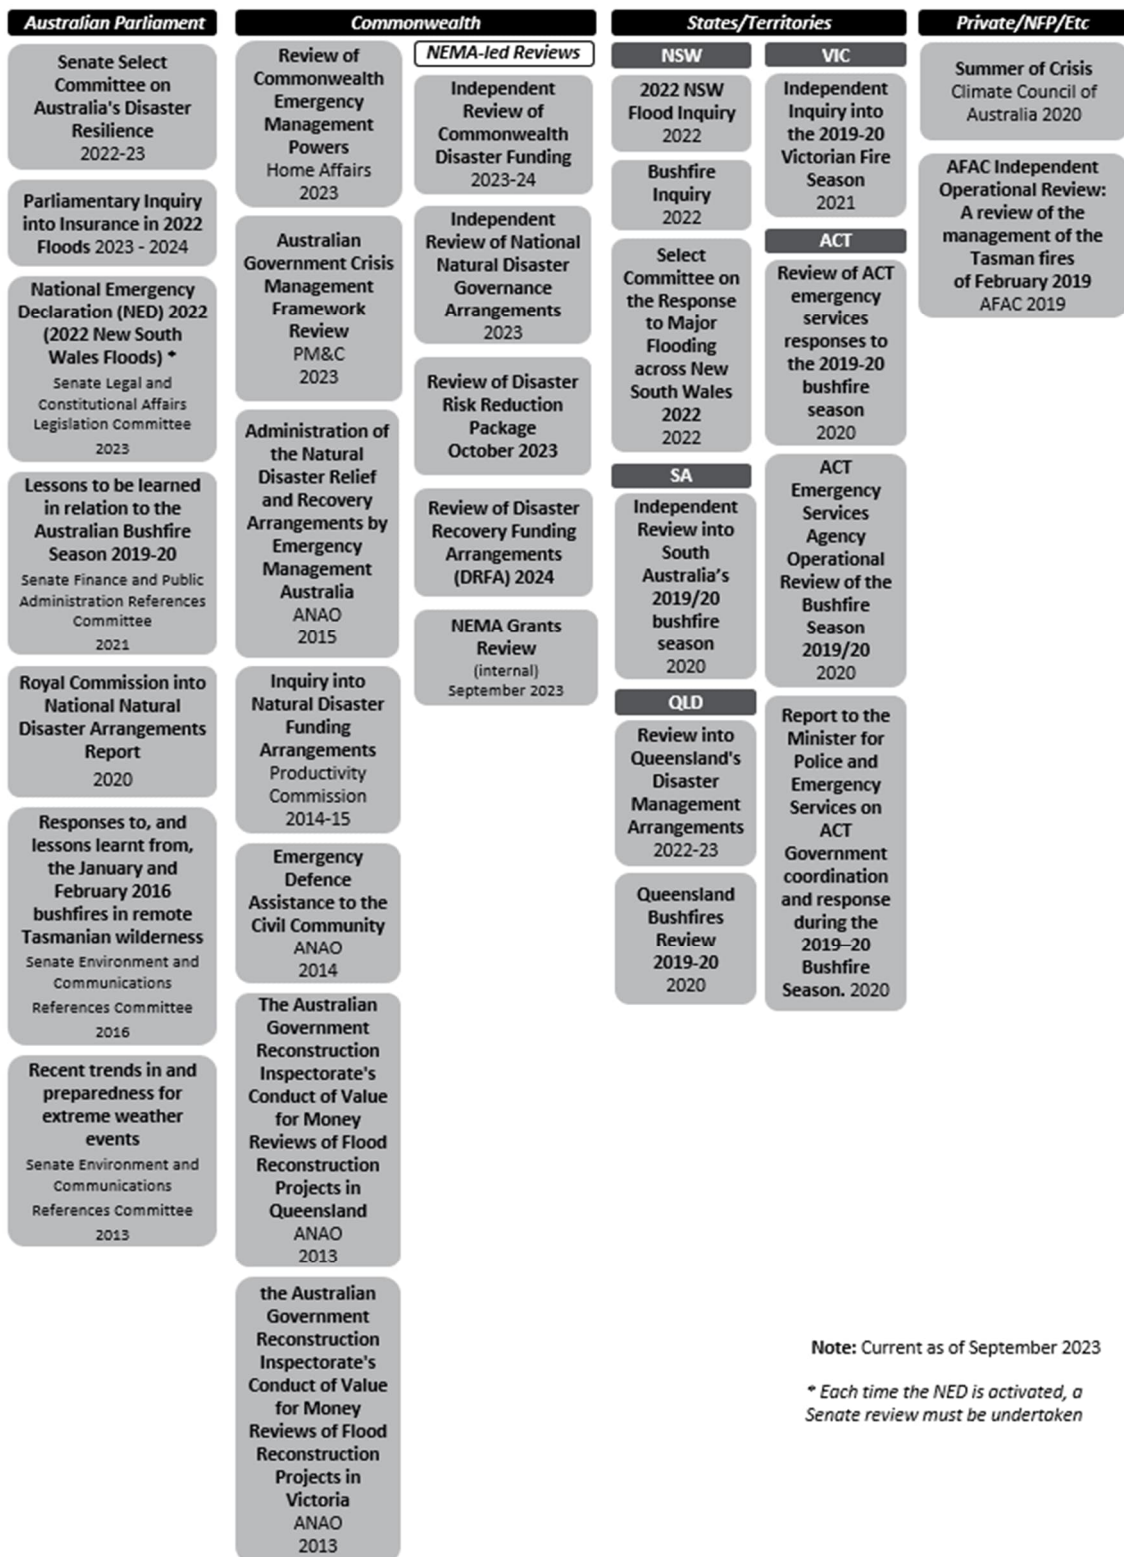 Australian Parliament
Senate Select
Committee on
Australia's Disaster
Resilience
2022-23
Parliamentary Inquiry
into Insurance in 2022
Floods 2023 - 2024
National Emergency
Declaration (NED) 2022
(2022 New South
Wales Floods) *
Senate Legal and
Constitutional Affairs
Legislation Committee
2023
Lessons to be learned
in relation to the
Australian Bushfire
Season 2019-20
Senate Finance and Public
Administration References
Committee
2021
Royal Commission into
National Natural
Disaster Arrangements
Report
2020
Responses to, and
lessons learnt from,
the January and
February 2016
bushfires in remote
Tasmanian wilderness
Senate Environment and
Communications
References Committee
2016
Recent trends in and
preparedness for
extreme weather
events
Senate Environment and
Communications
References Committee
2013
Commonwealth
Review of
Commonwealth
Emergency
Management
Powers
Home Affairs
2023
Australian
Government Crisis
Management
Framework
Review
PM&C
2023
Administration of
the Natural
Disaster Relief
and Recovery
Arrangements by
Emergency
Management
Australia
ANAO
2015
Inquiry into
Natural Disaster
Funding
Arrangements
Productivity
Commission
2014-15
Emergency
Defence
Assistance to the
Civil Community
ANAO
2014
The Australian
Government
Reconstruction
Inspectorate's
Conduct of Value
for Money
Reviews of Flood
Reconstruction
Projects in
Queensland
ANAO
2013
the Australian
Government
Reconstruction
Inspectorate's
Conduct of Value
for Money
Reviews of Flood
Reconstruction
Projects in
Victoria
ANAO
2013
NEMA-led Reviews
Independent
Review of
Commonwealth
Disaster Funding
2023-24
Independent
Review of National
Natural Disaster
Governance
Arrangements
2023
Review of Disaster
Risk Reduction
Package
October 2023
Review of Disaster
Recovery Funding
Arrangements
(DRFA) 2024
NEMA Grants
Review
(internal)
September 2023
States/Territories
NSW
2022 NSW
Flood Inquiry
2022
Bushfire
Inquiry
2022
Select
Committee on
the Response
to Major
Flooding
across New
South Wales
2022
2022
SA
Independent
Review into
South
Australia’s
2019/20
bushfire
season
2020
QLD
Review into
Queensland's
Disaster
Management
Arrangements
2022-23
Queensland
Bushfires
Review
2019-20
2020
VIC
Independent
Inquiry into
the 2019-20
Victorian Fire
Season
2021
ACT
Review of ACT
emergency
services
responses to
the 2019-20
bushfire
season
2020
ACT
Emergency
Services
Agency
Operational
Review of the
Bushfire
Season
2019/20
2020
Report to the
Minister for
Police and
Emergency
Services on
ACT
Government
coordination
and response
during the
2019–20
Bushfire
Season. 2020
Private/NFP/Etc
Summer of Crisis
Climate Council of
Australia 2020
AFAC Independent
Operational Review:
A review of the
management of the
Tasman fires
of February 2019
AFAC 2019
Note: Current as of September 2023
* Each time the NED is activated, a
Senate review must be undertaken